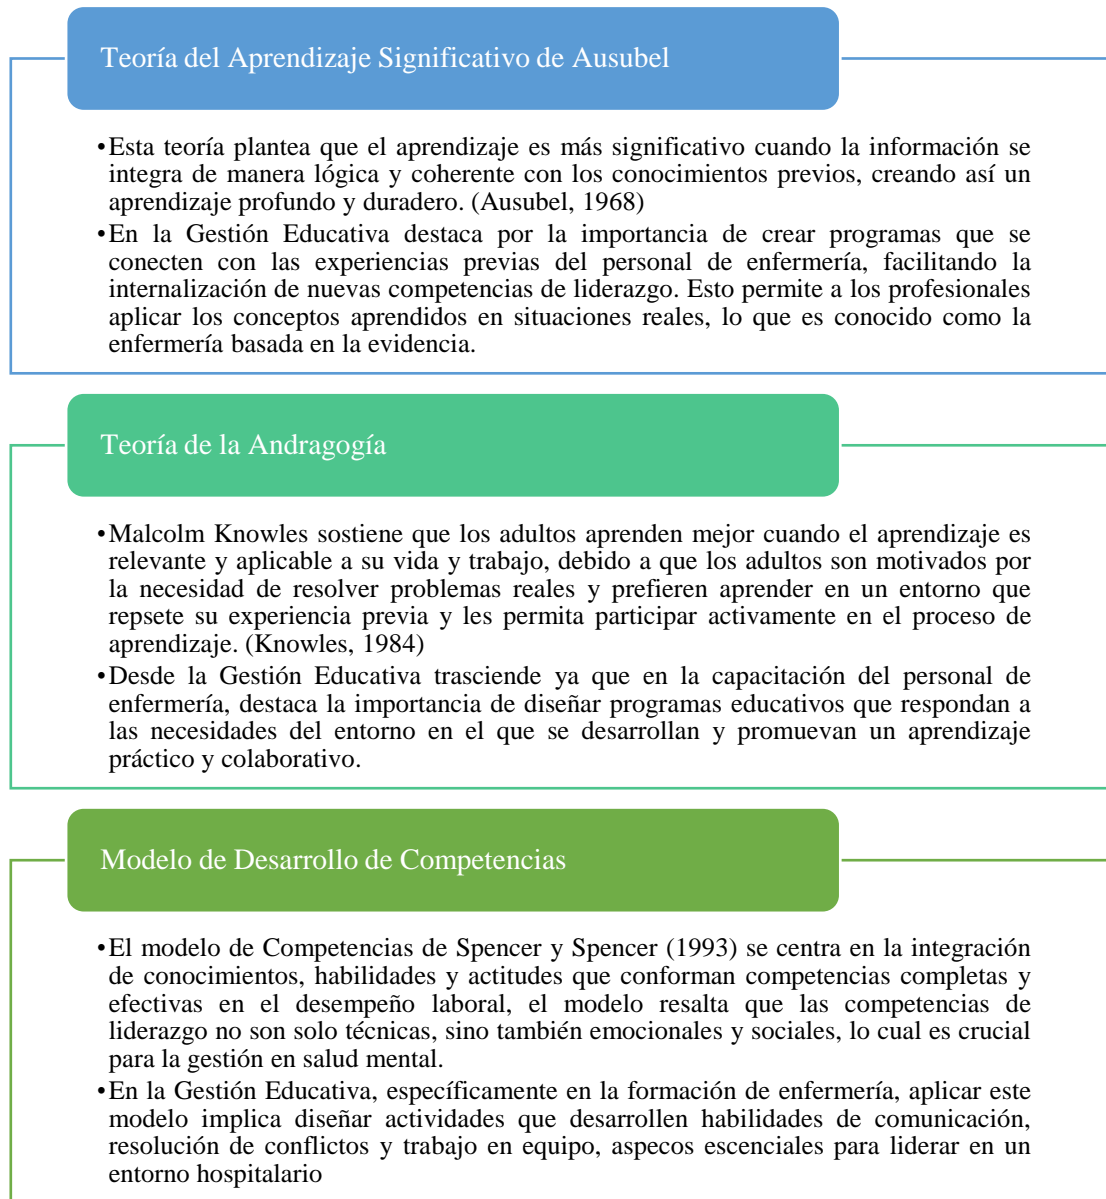 Teoría del Aprendizaje Significativo de Ausubel
•Esta teoría plantea que el aprendizaje es más significativo cuando la información se
integra de manera lógica y coherente con los conocimientos previos, creando así un
aprendizaje profundo y duradero. (Ausubel, 1968)
•En la Gestión Educativa destaca por la importancia de crear programas que se
conecten con las experiencias previas del personal de enfermería, facilitando la
internalización de nuevas competencias de liderazgo. Esto permite a los profesionales
aplicar los conceptos aprendidos en situaciones reales, lo que es conocido como la
enfermería basada en la evidencia.
Teoría de la Andragogía
•Malcolm Knowles sostiene que los adultos aprenden mejor cuando el aprendizaje es
relevante y aplicable a su vida y trabajo, debido a que los adultos son motivados por
la necesidad de resolver problemas reales y prefieren aprender en un entorno que
repsete su experiencia previa y les permita participar activamente en el proceso de
aprendizaje. (Knowles, 1984)
•Desde la Gestión Educativa trasciende ya que en la capacitación del personal de
enfermería, destaca la importancia de diseñar programas educativos que respondan a
las necesidades del entorno en el que se desarrollan y promuevan un aprendizaje
práctico y colaborativo.
Modelo de Desarrollo de Competencias
•El modelo de Competencias de Spencer y Spencer (1993) se centra en la integración
de conocimientos, habilidades y actitudes que conforman competencias completas y
efectivas en el desempeño laboral, el modelo resalta que las competencias de
liderazgo no son solo técnicas, sino también emocionales y sociales, lo cual es crucial
para la gestión en salud mental.
•En la Gestión Educativa, específicamente en la formación de enfermería, aplicar este
modelo implica diseñar actividades que desarrollen habilidades de comunicación,
resolución de conflictos y trabajo en equipo, aspecos escenciales para liderar en un
entorno hospitalario